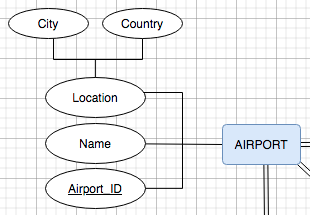 City
Country
Location
Name
AIRPORT
Airport_ID